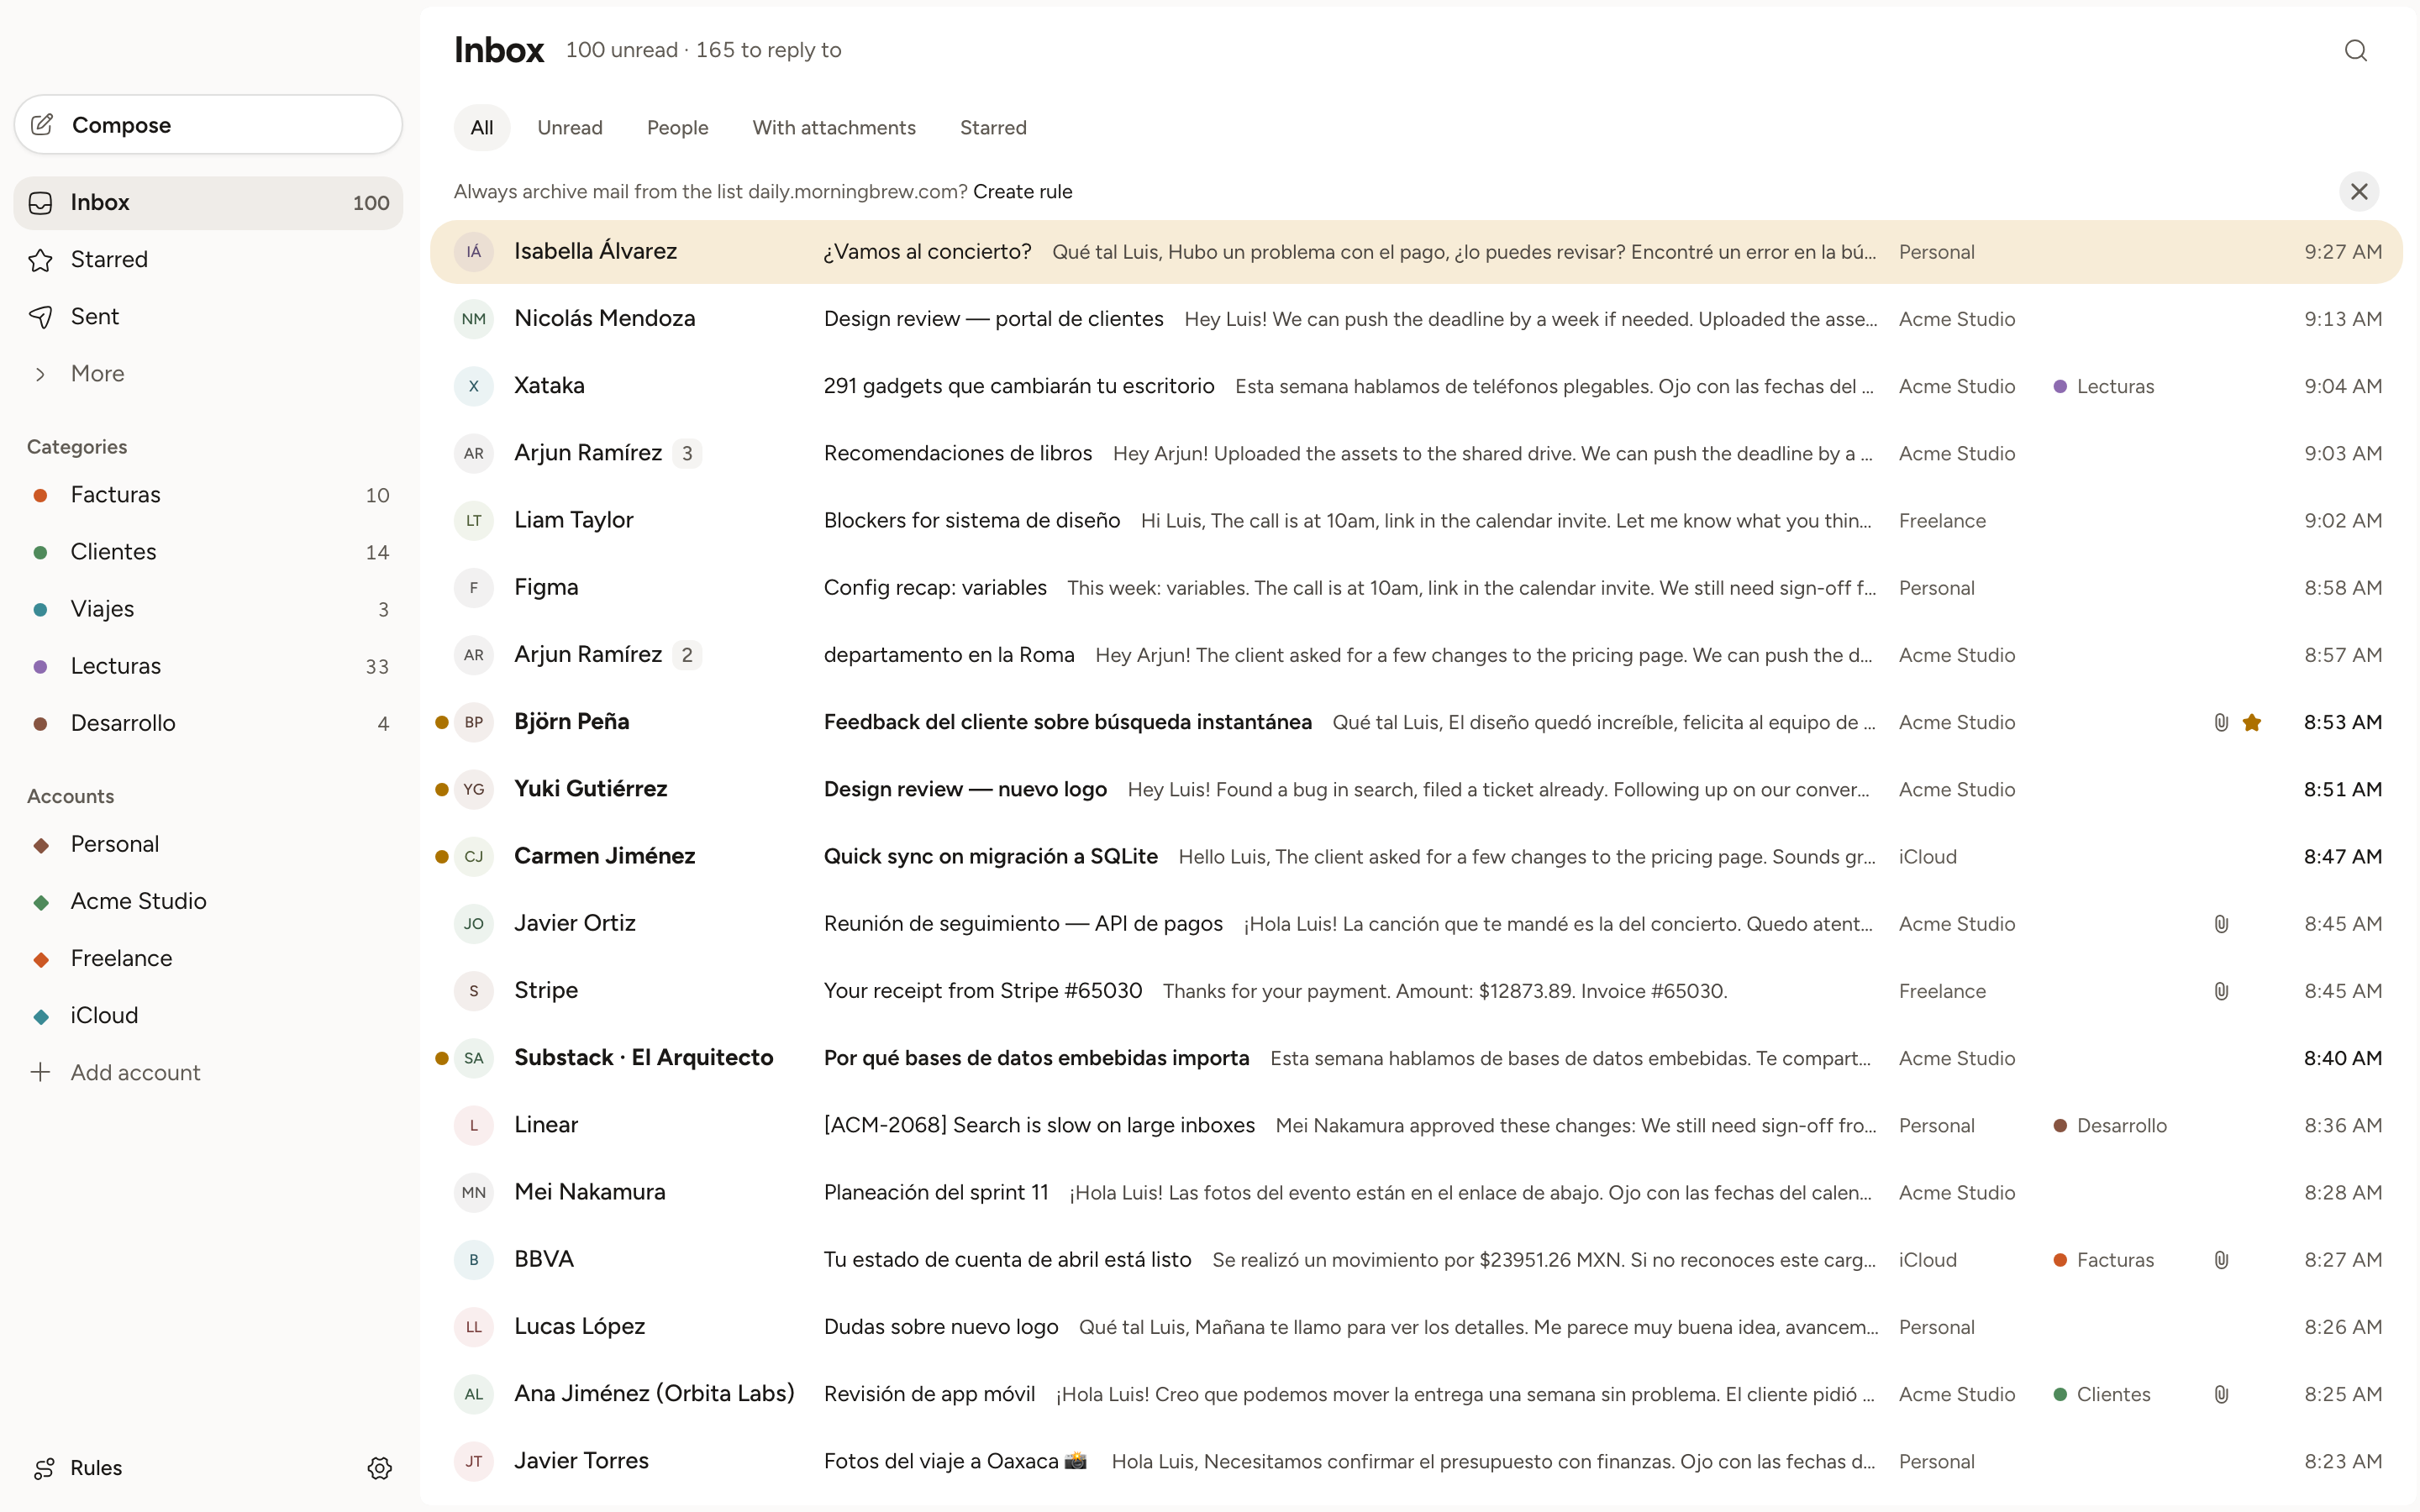 Inbox 100 unread · 165 to reply to
Compose
All Unread People With attachments Starred
Always archive mail from the list daily.morningbrew.com? Create rule
Inbox 100
Starred
Sent
More
Categories
Facturas 10
Clientes 14
Viajes 3
Lecturas 33
Desarrollo 4
Accounts
Personal
Acme Studio
Freelance
iCloud
Add account
Rules
IÁ Isabella Álvarez ¿Vamos al concierto? Qué tal Luis, Hubo un problema con el pago, ¿lo puedes revisar? Encontré un error en la bú... Personal 9:27 AM
NM Nicolás Mendoza Design review — portal de clientes Hey Luis! We can push the deadline by a week if needed. Uploaded the asse... Acme Studio 9:13 AM
X Xataka 291 gadgets que cambiarán tu escritorio Esta semana hablamos de teléfonos plegables. Ojo con las fechas del ... Acme Studio Lecturas 9:04 AM
AR Arjun Ramírez 3 Recomendaciones de libros Hey Arjun! Uploaded the assets to the shared drive. We can push the deadline by a ... Acme Studio 9:03 AM
LT Liam Taylor Blockers for sistema de diseño Hi Luis, The call is at 10am, link in the calendar invite. Let me know what you thin... Freelance 9:02 AM
F Figma Config recap: variables This week: variables. The call is at 10am, link in the calendar invite. We still need sign-off f... Personal 8:58 AM
AR Arjun Ramírez 2 departamento en la Roma Hey Arjun! The client asked for a few changes to the pricing page. We can push the d... Acme Studio 8:57 AM
BP Björn Peña Feedback del cliente sobre búsqueda instantánea Qué tal Luis, El diseño quedó increíble, felicita al equipo de ... Acme Studio 8:53 AM
YG Yuki Gutiérrez Design review — nuevo logo Hey Luis! Found a bug in search, filed a ticket already. Following up on our conver... Acme Studio 8:51 AM
CJ Carmen Jiménez Quick sync on migración a SQLite Hello Luis, The client asked for a few changes to the pricing page. Sounds gr... iCloud 8:47 AM
JO Javier Ortiz Reunión de seguimiento — API de pagos ¡Hola Luis! La canción que te mandé es la del concierto. Quedo atent... Acme Studio 8:45 AM
S Stripe Your receipt from Stripe #65030 Thanks for your payment. Amount: $12873.89. Invoice #65030. Freelance 8:45 AM
SA Substack · El Arquitecto Por qué bases de datos embebidas importa Esta semana hablamos de bases de datos embebidas. Te compart... Acme Studio 8:40 AM
L Linear [ACM-2068] Search is slow on large inboxes Mei Nakamura approved these changes: We still need sign-off fro... Personal Desarrollo 8:36 AM
MN Mei Nakamura Planeación del sprint 11 ¡Hola Luis! Las fotos del evento están en el enlace de abajo. Ojo con las fechas del calen... Acme Studio 8:28 AM
B BBVA Tu estado de cuenta de abril está listo Se realizó un movimiento por $23951.26 MXN. Si no reconoces este carg... iCloud Facturas 8:27 AM
LL Lucas López Dudas sobre nuevo logo Qué tal Luis, Mañana te llamo para ver los detalles. Me parece muy buena idea, avancem... Personal 8:26 AM
AL Ana Jiménez (Orbita Labs) Revisión de app móvil ¡Hola Luis! Creo que podemos mover la entrega una semana sin problema. El cliente pidió ... Acme Studio Clientes 8:25 AM
JT Javier Torres Fotos del viaje a Oaxaca 📸 Hola Luis, Necesitamos confirmar el presupuesto con finanzas. Ojo con las fechas d... Personal 8:23 AM